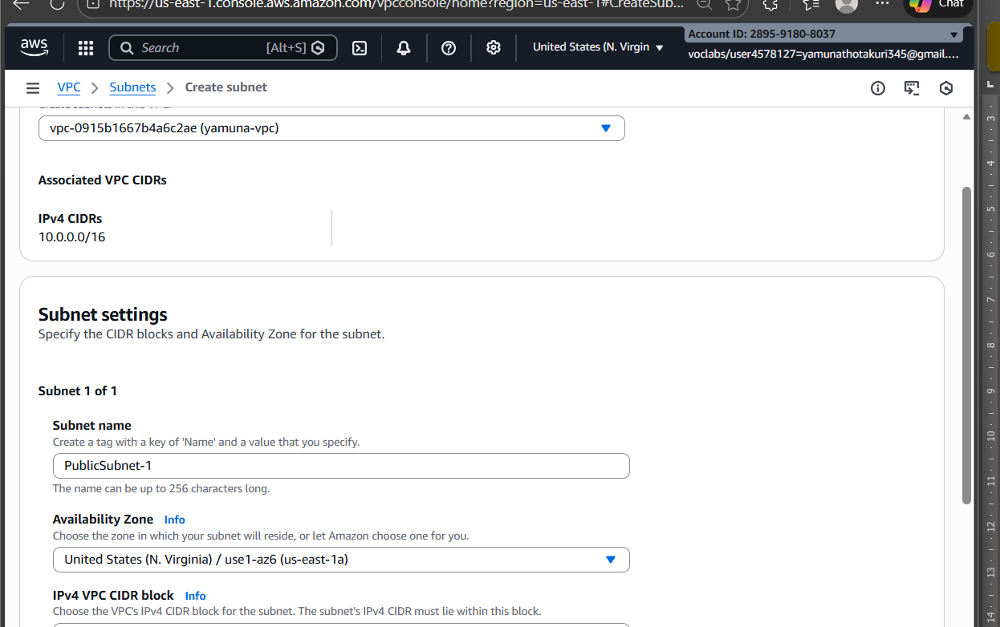 https://us-east-1.console.aws.amazon.com/vpcconsole/home?region=us-east-1#CreateSub...
Chat
aws
Search
[Alt+S]
United States (N. Virgin
Account ID: 2895-9180-8037
voclabs/user4578127=yamunathotakuri345@gmail....
VPC
Subnets
Create subnet
Create subnets in this VPC.
vpc-0915b1667b4a6c2ae (yamuna-vpc)
Associated VPC CIDRs
IPv4 CIDRs
10.0.0.0/16
Subnet settings
Specify the CIDR blocks and Availability Zone for the subnet.
Subnet 1 of 1
Subnet name
Create a tag with a key of 'Name' and a value that you specify.
PublicSubnet-1
The name can be up to 256 characters long.
Availability Zone Info
Choose the zone in which your subnet will reside, or let Amazon choose one for you.
United States (N. Virginia) / use1-az6 (us-east-1a)
IPv4 VPC CIDR block Info
Choose the VPC's IPv4 CIDR block for the subnet. The subnet's IPv4 CIDR must lie within this block.
3
4
5
6
7
8
9
10
11
12
13
14